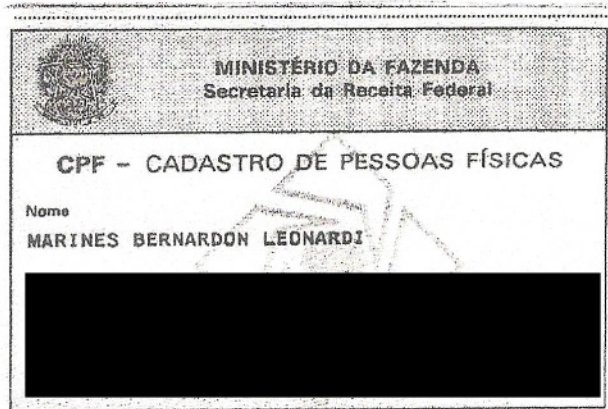 MINISTÉRIO DA FAZENDA
Secretaria da Receita Federal
CPF – CADASTRO DE PESSOAS FÍSICAS
Nome
MARINES BERNARDON LEONARDI